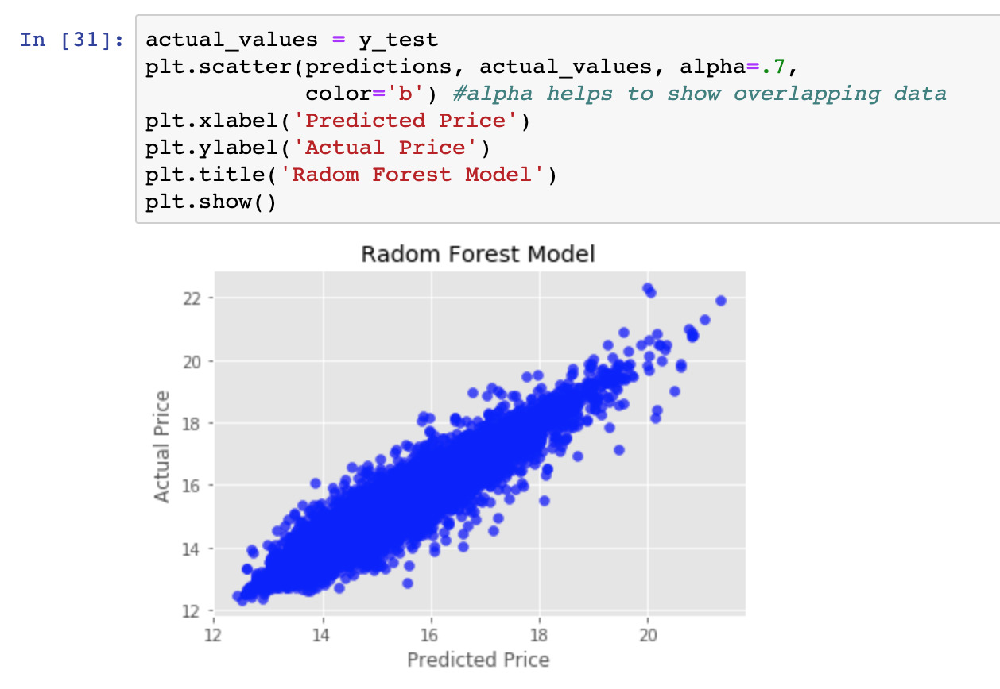 In [31]: actual_values = y_test
plt.scatter(predictions, actual_values, alpha=.7,
color='b') #alpha helps to show overlapping data
plt.xlabel('Predicted Price')
plt.ylabel('Actual Price')
plt.title('Radom Forest Model')
plt.show()
Radom Forest Model
22
20
18
16
14
12
Actual Price
12 14 16 18 20
Predicted Price